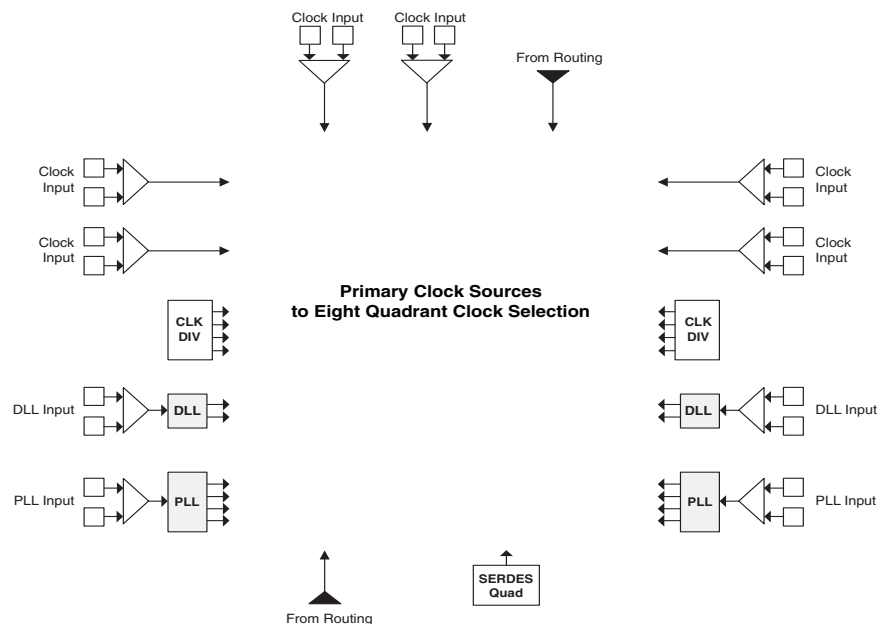 Clock Input
Clock Input
From Routing
Clock
Input
Clock
Input
Clock
Input
Clock
Input
Primary Clock Sources
to Eight Quadrant Clock Selection
CLK
DIV
CLK
DIV
DLL Input
DLL
DLL
DLL Input
PLL Input
PLL
PLL
PLL Input
SERDES
Quad
From Routing